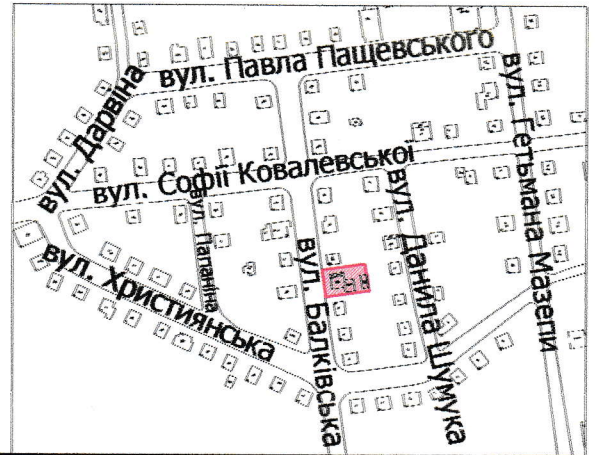 вул. Павла Пащевського
вул. Дарвіна
вул. Софії Ковалевської
вул. Гетьмана Мазепи
вул. Папаніна
вул. Данила Шумука
вул. Християнська
вул. Балківська